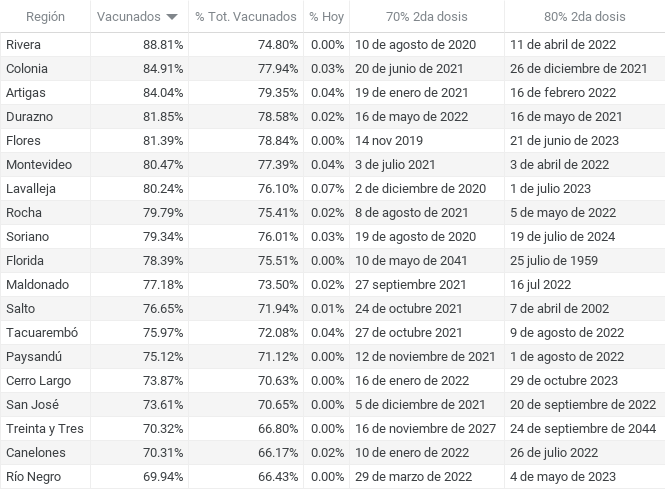 Región Vacunados % Tot. Vacunados % Hoy 70% 2da dosis 80% 2da dosis
Rivera 88.81% 74.80% 0.00% 10 de agosto de 2020 11 de abril de 2022
Colonia 84.91% 77.94% 0.03% 20 de junio de 2021 26 de diciembre de 2021
Artigas 84.04% 79.35% 0.04% 19 de enero de 2021 16 de febrero 2022
Durazno 81.85% 78.58% 0.02% 16 de mayo de 2022 16 de mayo de 2021
Flores 81.39% 78.84% 0.00% 14 nov 2019 21 de junio de 2023
Montevideo 80.47% 77.39% 0.04% 3 de julio 2021 3 de abril de 2022
Lavalleja 80.24% 76.10% 0.07% 2 de diciembre de 2020 1 de julio 2023
Rocha 79.79% 75.41% 0.02% 8 de agosto de 2021 5 de mayo de 2022
Soriano 79.34% 76.01% 0.03% 19 de agosto de 2020 19 de julio de 2024
Florida 78.39% 75.51% 0.00% 10 de mayo de 2041 25 julio de 1959
Maldonado 77.18% 73.50% 0.02% 27 septiembre 2021 16 jul 2022
Salto 76.65% 71.94% 0.01% 24 de octubre 2021 7 de abril de 2002
Tacuarembó 75.97% 72.08% 0.04% 27 de octubre 2021 9 de agosto de 2022
Paysandú 75.12% 71.12% 0.00% 12 de noviembre de 2021 1 de agosto de 2022
Cerro Largo 73.87% 70.63% 0.00% 16 de enero de 2022 29 de octubre 2023
San José 73.61% 70.65% 0.00% 5 de diciembre de 2021 20 de septiembre de 2022
Treinta y Tres 70.32% 66.80% 0.00% 16 de noviembre de 2027 24 de septiembre de 2044
Canelones 70.31% 66.17% 0.02% 10 de enero de 2022 26 de julio 2022
Río Negro 69.94% 66.43% 0.00% 29 de marzo de 2022 4 de mayo de 2023